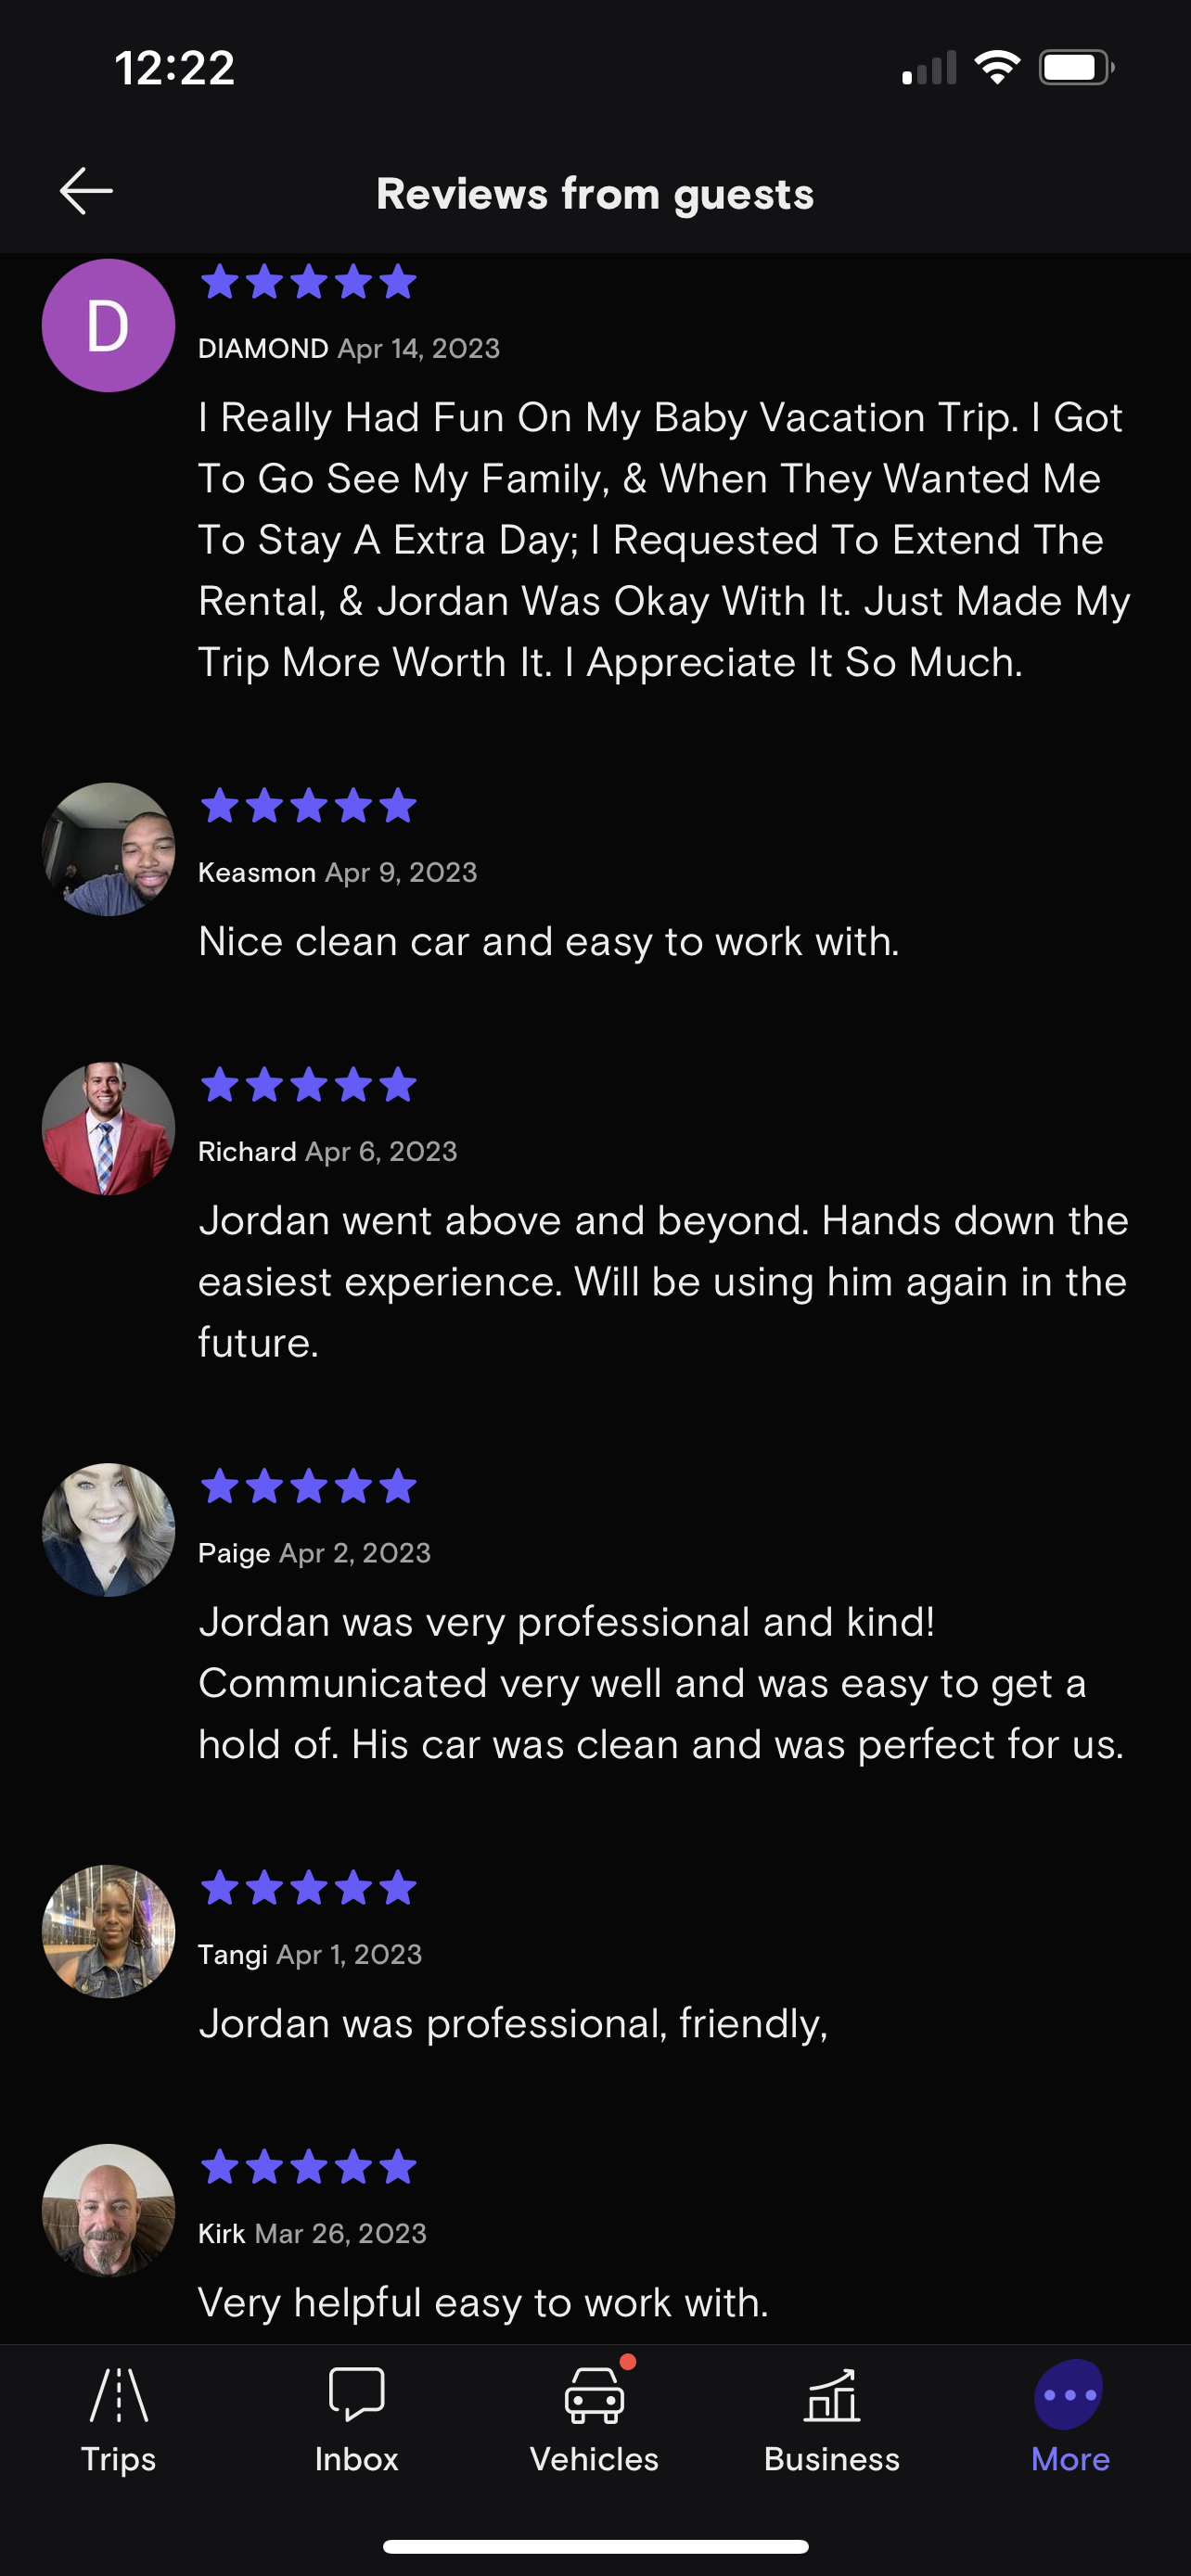 12:22
Reviews from guests
D
DIAMOND Apr 14, 2023
I Really Had Fun On My Baby Vacation Trip. I Got
To Go See My Family, & When They Wanted Me
To Stay A Extra Day; I Requested To Extend The
Rental, & Jordan Was Okay With It. Just Made My
Trip More Worth It. I Appreciate It So Much.
Keasmon Apr 9, 2023
Nice clean car and easy to work with.
Richard Apr 6, 2023
Jordan went above and beyond. Hands down the
easiest experience. Will be using him again in the
future.
Paige Apr 2, 2023
Jordan was very professional and kind!
Communicated very well and was easy to get a
hold of. His car was clean and was perfect for us.
Tangi Apr 1, 2023
Jordan was professional, friendly,
Kirk Mar 26, 2023
Very helpful easy to work with.
Trips Inbox Vehicles Business More